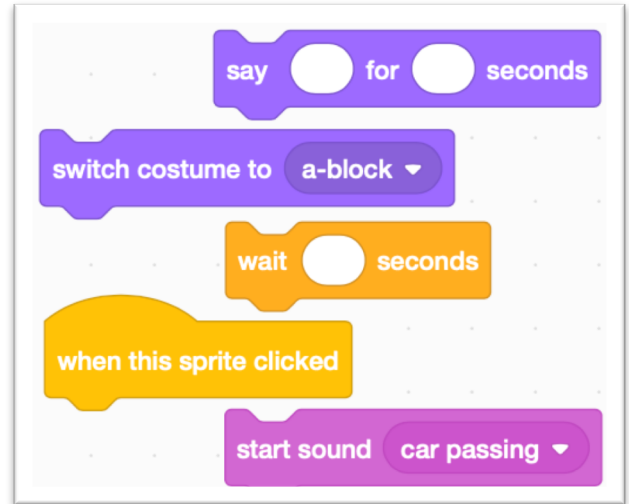 say for seconds
switch costume to a-block
wait seconds
when this sprite clicked
start sound car passing